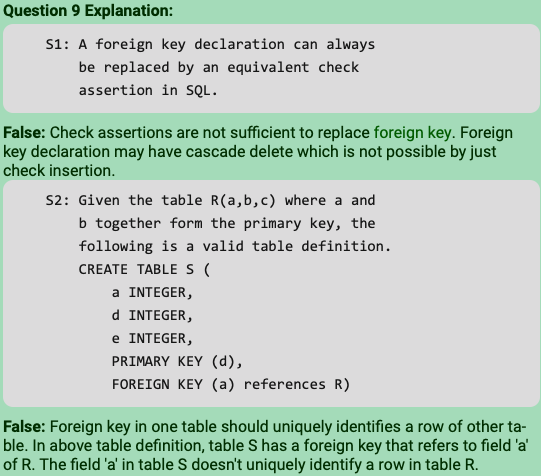 Question 9 Explanation:
S1: A foreign key declaration can always
be replaced by an equivalent check
assertion in SQL.
False: Check assertions are not sufficient to replace foreign key. Foreign
key declaration may have cascade delete which is not possible by just
check insertion.
S2: Given the table R(a,b,c) where a and
b together form the primary key, the
following is a valid table definition.
CREATE TABLE S (
a INTEGER,
d INTEGER,
e INTEGER,
PRIMARY KEY (d),
FOREIGN KEY (a) references R)
False: Foreign key in one table should uniquely identifies a row of other ta-
ble. In above table definition, table S has a foreign key that refers to field 'a'
of R. The field 'a' in table S doesn't uniquely identify a row in table R.